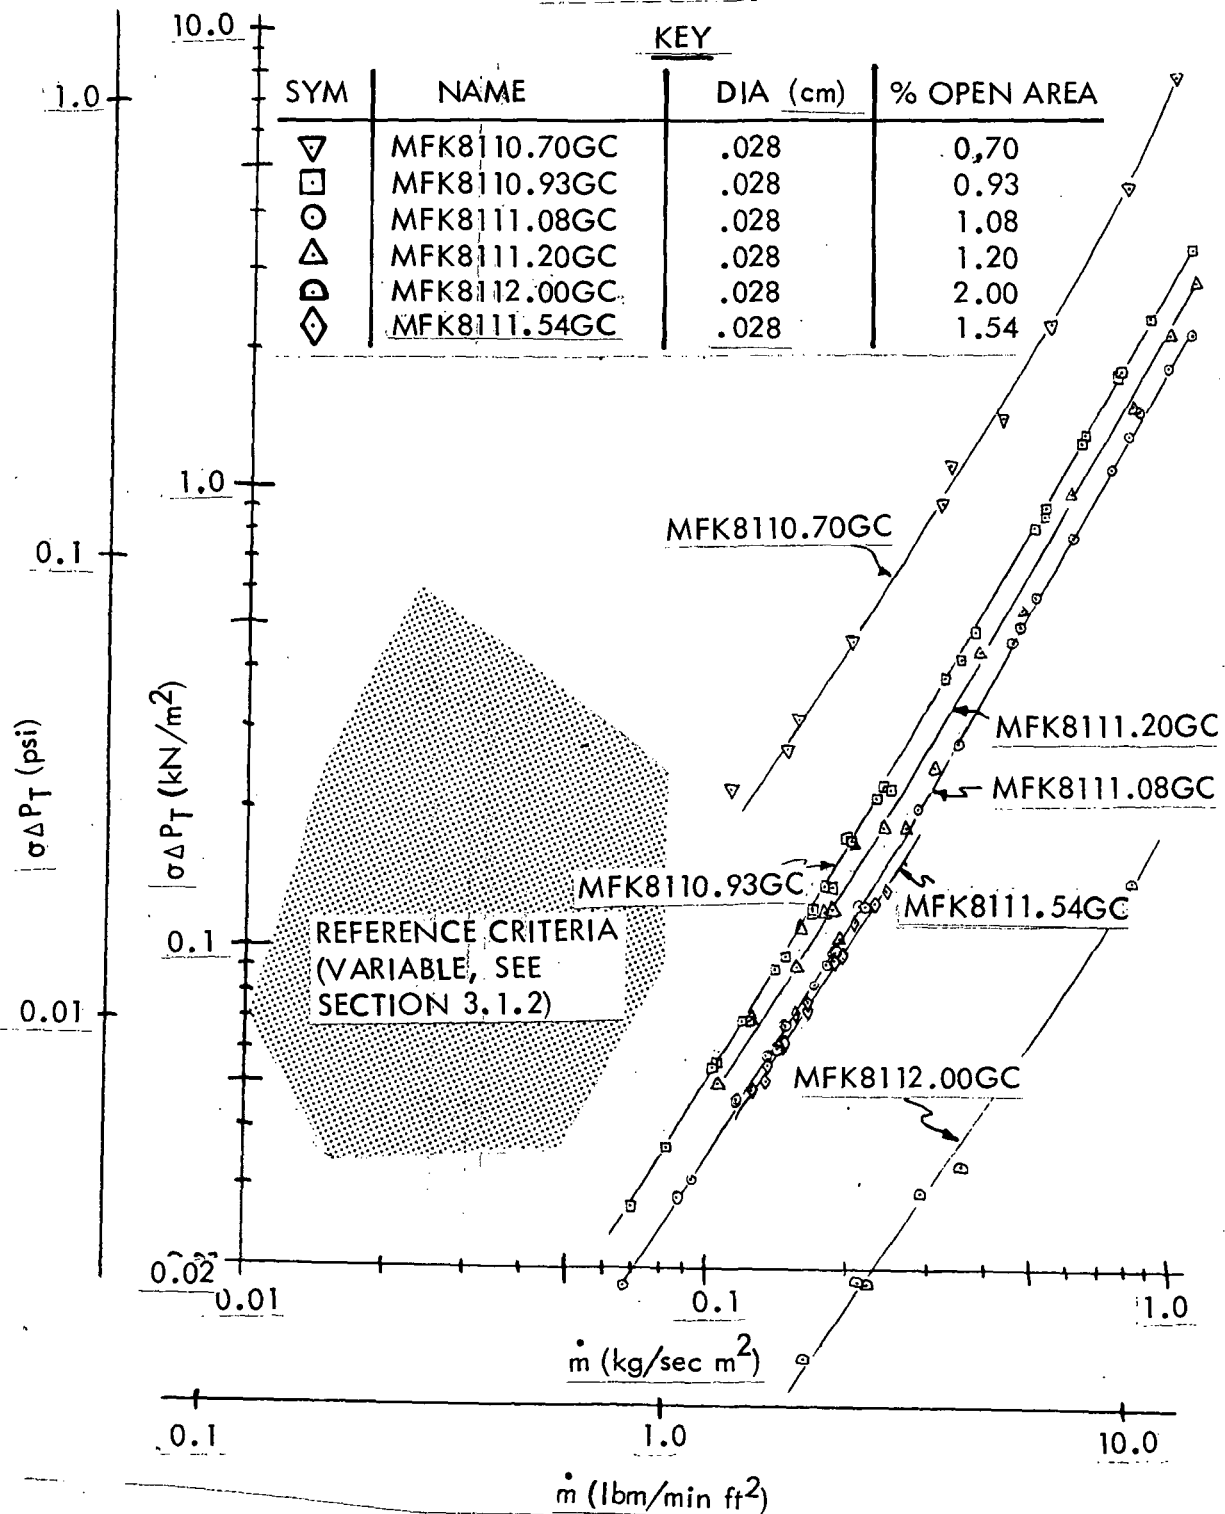 KEY
SYM NAME DIA (cm) % OPEN AREA
MFK8110.70GC .028 0.70
MFK8110.93GC .028 0.93
MFK8111.08GC .028 1.08
MFK8111.20GC .028 1.20
MFK8112.00GC .028 2.00
MFK8111.54GC .028 1.54
10.0
1.0
1.0
0.1
0.1
0.01
0.02
σΔPT (psi)
σΔPT (kN/m2)
MFK8110.70GC
MFK8111.20GC
MFK8111.08GC
MFK8110.93GC
MFK8111.54GC
REFERENCE CRITERIA
(VARIABLE, SEE
SECTION 3.1.2)
MFK8112.00GC
0.01 0.1 1.0
ṁ (kg/sec m2)
0.1 1.0 10.0
ṁ (lbm/min ft2)